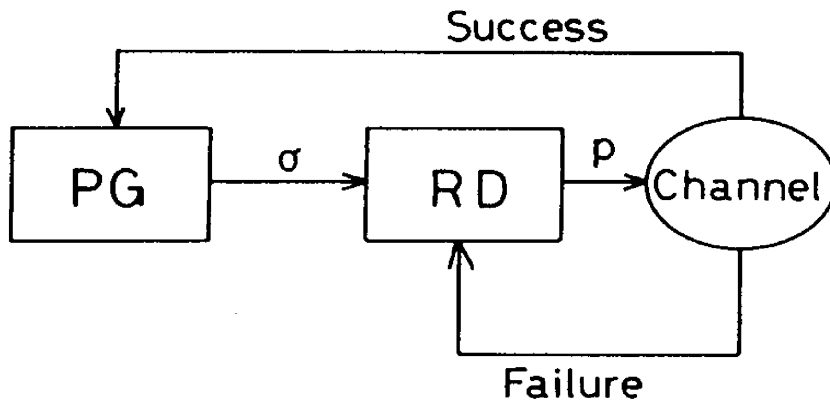 Success
PG
σ
RD
p
Channel
Failure